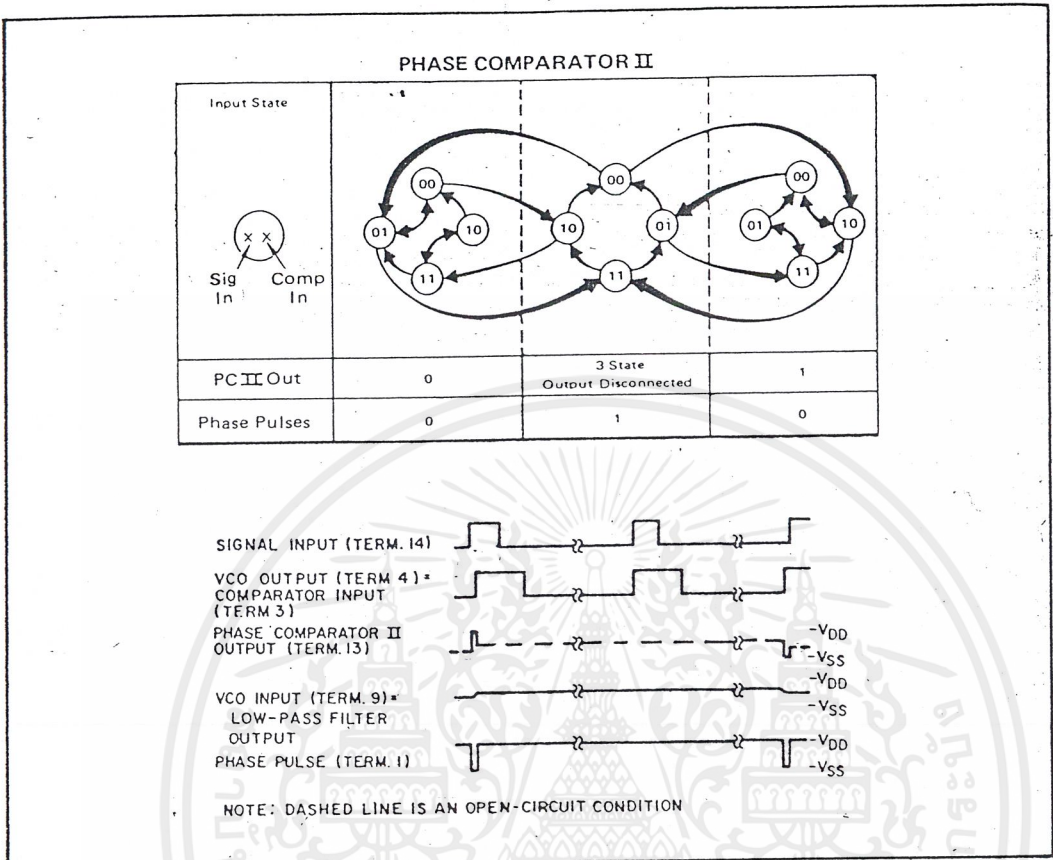 PHASE COMPARATOR II
Input State
00
00
00
01
10
10
01
01
10
11
11
11
× ×
Sig In
Comp In
PC II Out
0
3 State
Output Disconnected
1
Phase Pulses
0
1
0
SIGNAL INPUT (TERM. 14)
VCO OUTPUT (TERM 4) =
COMPARATOR INPUT
(TERM 3)
PHASE COMPARATOR II
OUTPUT (TERM. 13)
-VDD
-VSS
VCO INPUT (TERM. 9) =
LOW-PASS FILTER
OUTPUT
-VDD
-VSS
PHASE PULSE (TERM. 1)
-VDD
-VSS
NOTE: DASHED LINE IS AN OPEN-CIRCUIT CONDITION